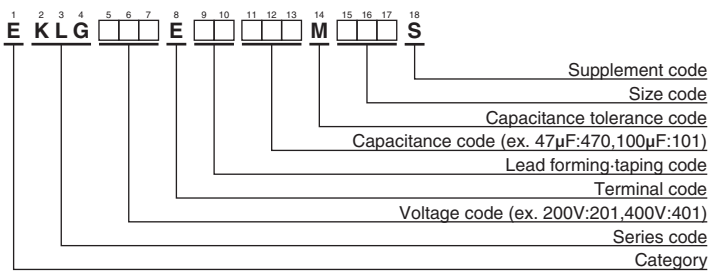 1 2 3 4 5 6 7 8 9 10 11 12 13 14 15 16 17 18
E KLG E M S
Supplement code
Size code
Capacitance tolerance code
Capacitance code (ex. 47µF:470,100µF:101)
Lead forming·taping code
Terminal code
Voltage code (ex. 200V:201,400V:401)
Series code
Category